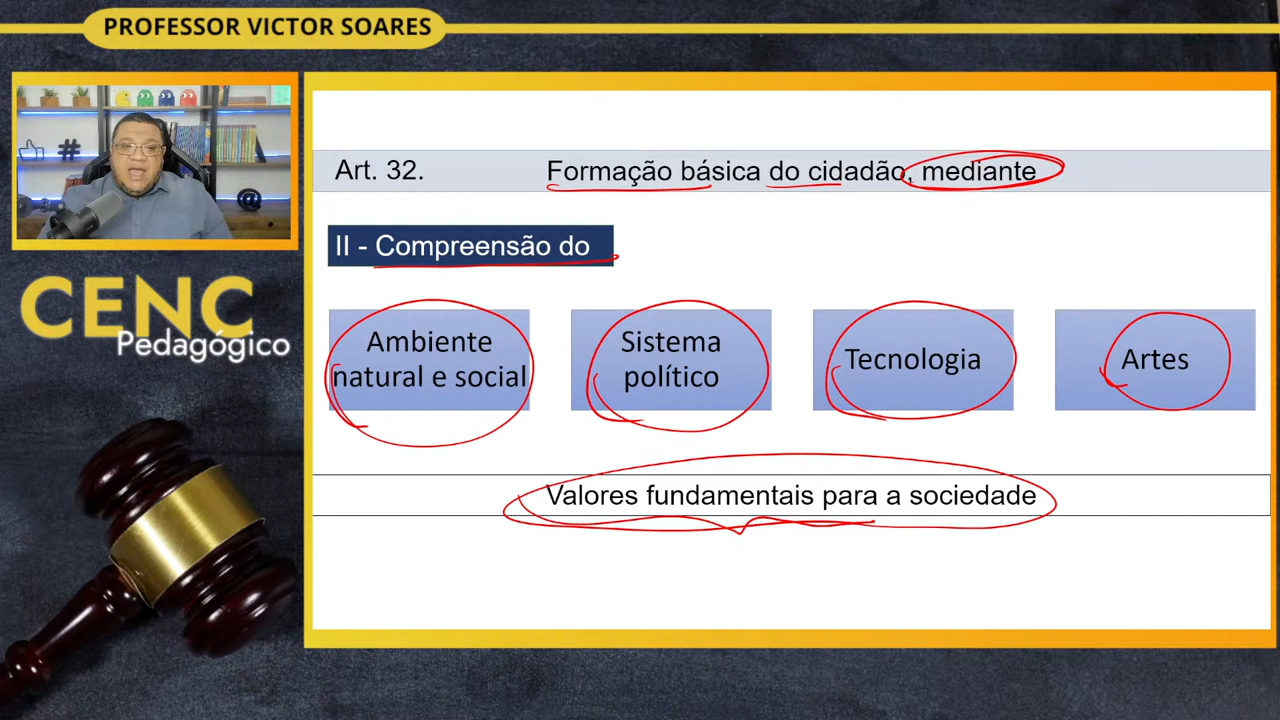 PROFESSOR VICTOR SOARES
CENC
Pedagógico
Art. 32.
Formação básica do cidadão, mediante
II - Compreensão do
Ambiente
natural e social
Sistema
político
Tecnologia
Artes
Valores fundamentais para a sociedade